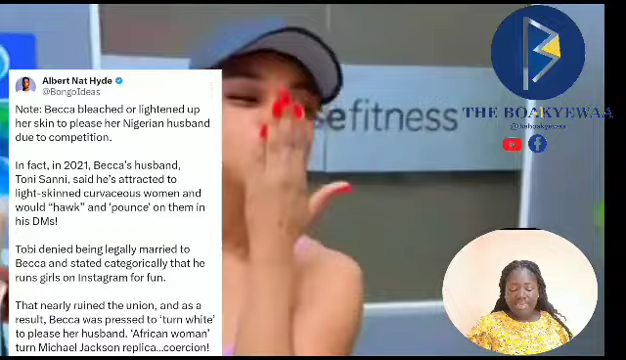 Albert Nat Hyde
@BongoIdeas
Note: Becca bleached or lightened up
her skin to please her Nigerian husband
due to competition.
In fact, in 2021, Becca's husband,
Toni Sanni, said he's attracted to
light-skinned curvaceous women and
would "hawk" and 'pounce' on them in
his DMs!
Tobi denied being legally married to
Becca and stated categorically that he
runs girls on Instagram for fun.
That nearly ruined the union, and as a
result, Becca was pressed to 'turn white'
to please her husband. 'African woman'
turn Michael Jackson replica...coercion!
sefitness
B
THE BOAKYEWAA